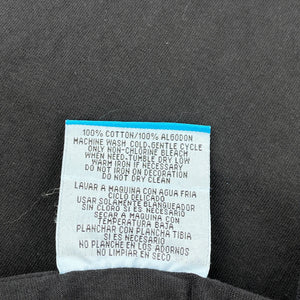 100% COTTON/100% ALGODON
MACHINE WASH COLD, GENTLE CYCLE
ONLY NON-CHLORINE BLEACH
WHEN NEED, TUMBLE DRY LOW
WARM IRON IF NECESSARY
DO NOT IRON ON DECORATION
DO NOT DRY CLEAN
LAVAR A MAQUINA CON AGUA FRIA
CICLO DELICADO
USAR SOLAMENTE BLANQUEADOR
SIN CLORO SI ES NECESARIO
SECAR A MAQUINA CON
TEMPERATURA BAJA
PLANCHAR CON PLANCHA TIBIA
SI ES NECESARIO
NO PLANCHE EN LOS ADORNOS
NO LIMPIAR EN SECO